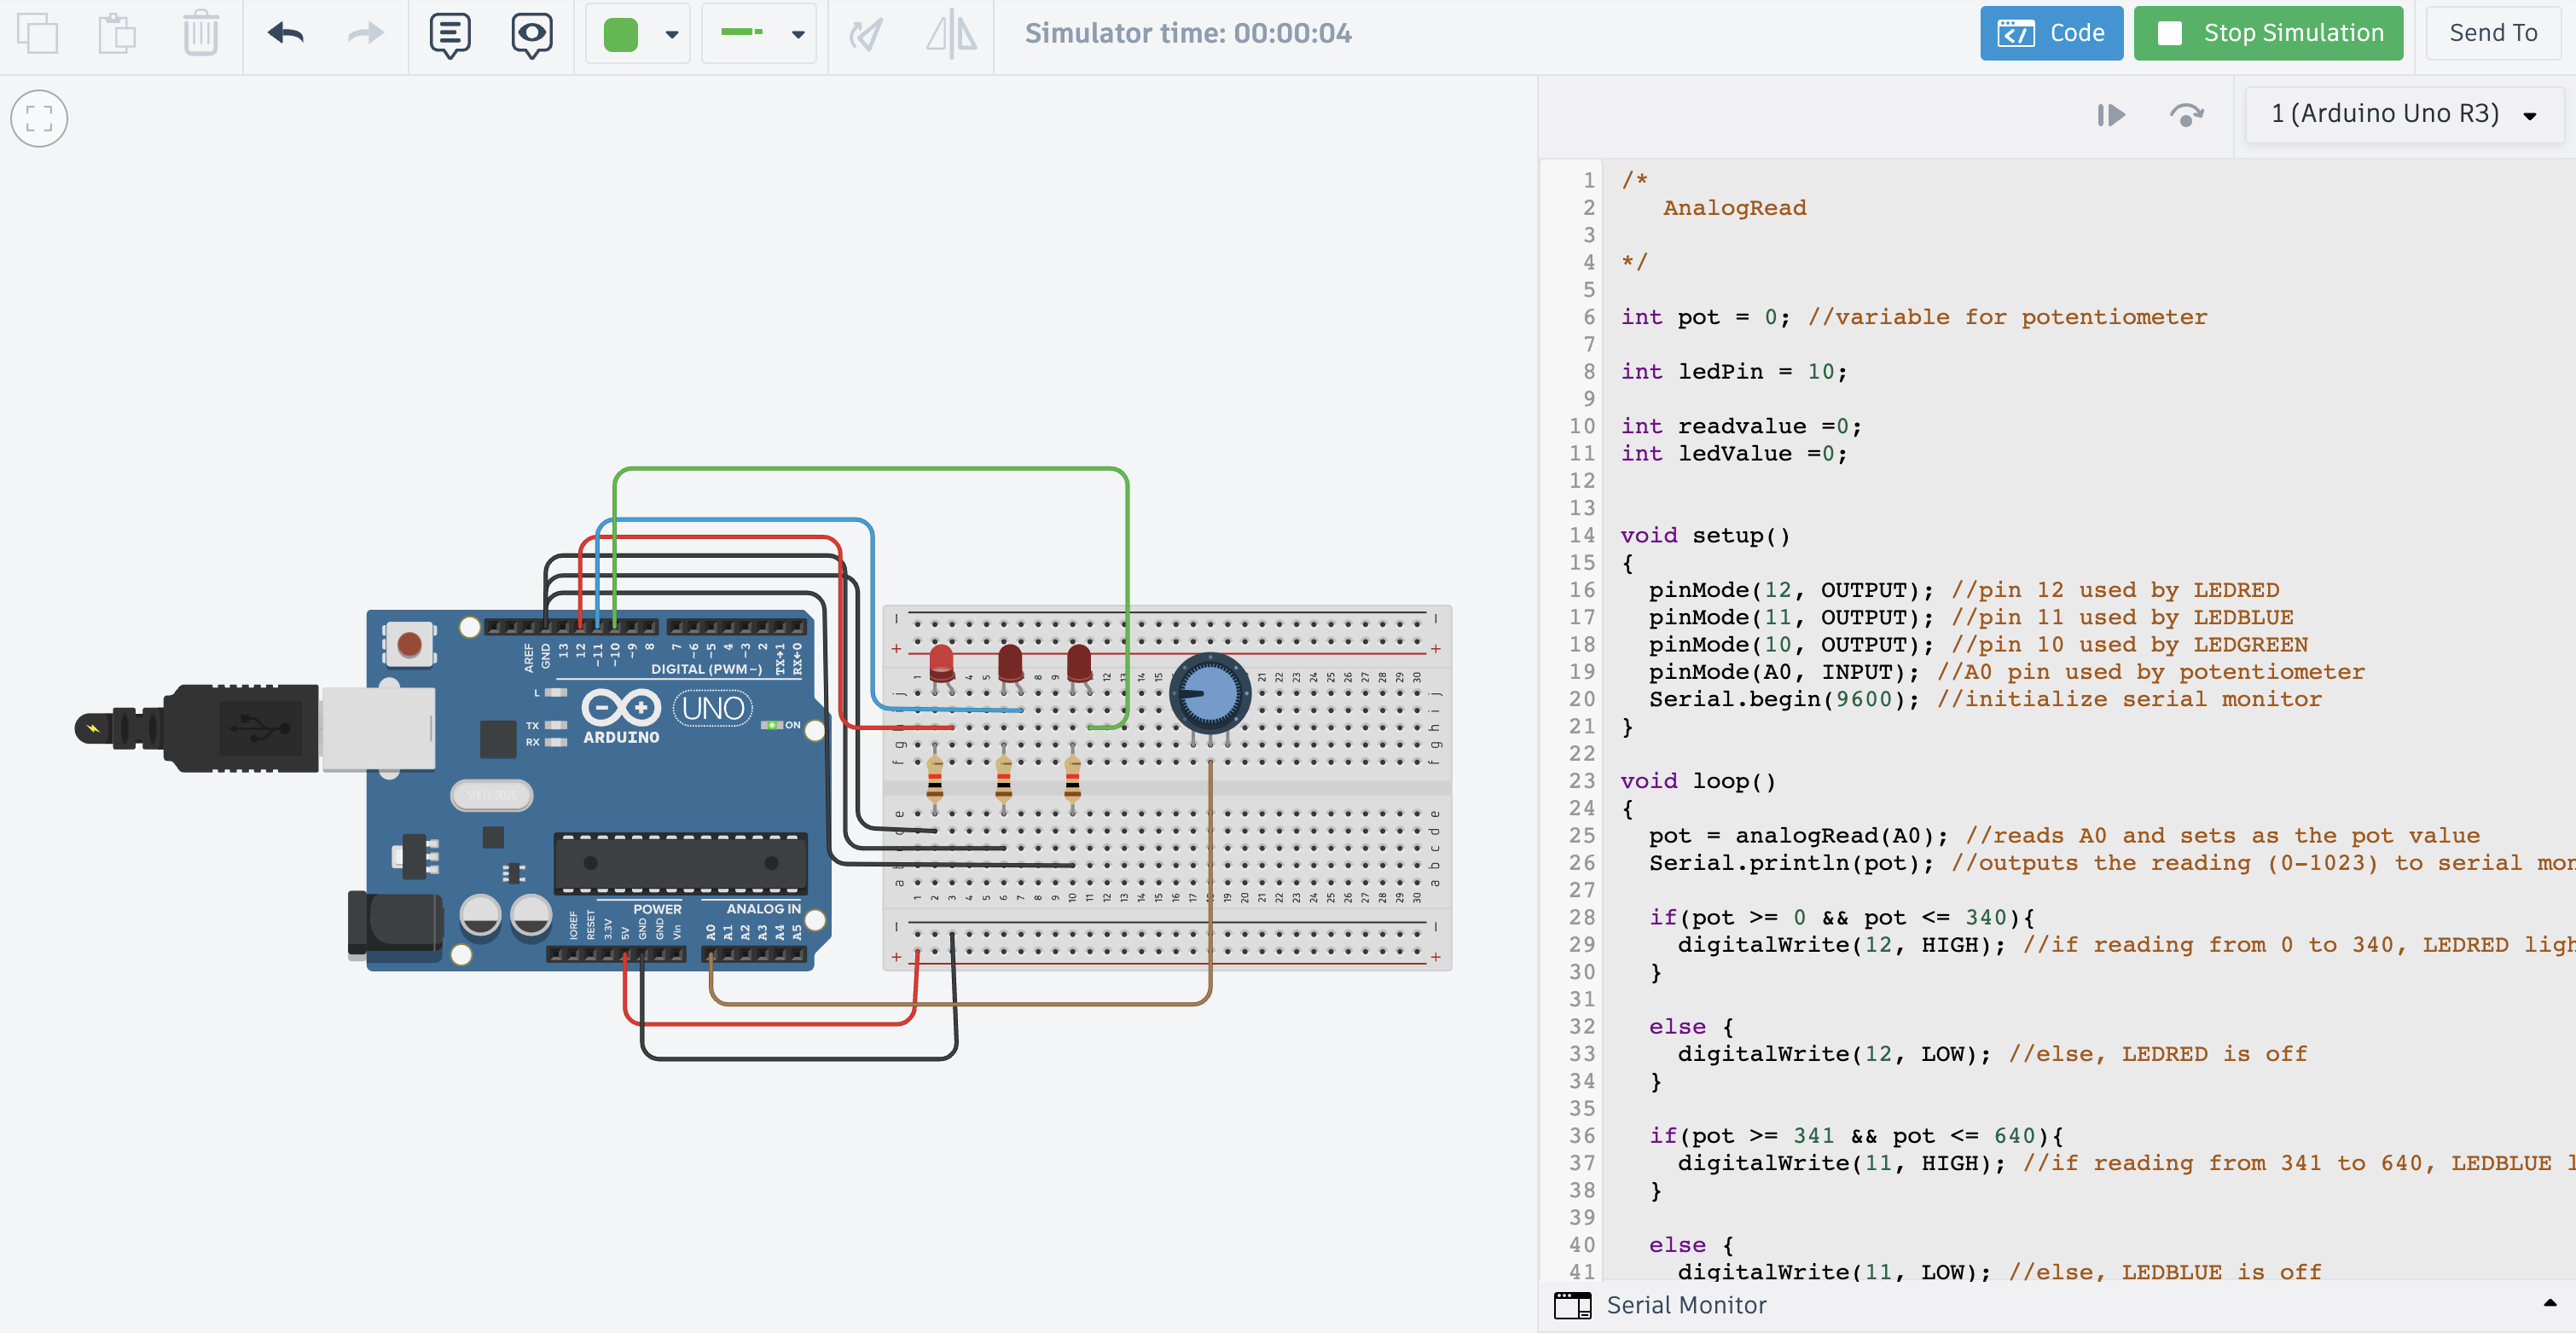 Simulator time: 00:00:04
Code
Stop Simulation
Send To
1 (Arduino Uno R3)
AREF
GND
13
12
~11
~10
~9
8
7
~6
~5
4
~3
2
TX→1
RX←0
DIGITAL (PWM~)
L
TX
RX
UNO
ARDUINO
ON
POWER
ANALOG IN
IOREF
RESET
3.3V
5V
GND
GND
Vin
A0
A1
A2
A3
A4
A5
1 /*
2 AnalogRead
3
4 */
5
6 int pot = 0; //variable for potentiometer
7
8 int ledPin = 10;
9
10 int readvalue =0;
11 int ledValue =0;
12
13
14 void setup()
15 {
16 pinMode(12, OUTPUT); //pin 12 used by LEDRED
17 pinMode(11, OUTPUT); //pin 11 used by LEDBLUE
18 pinMode(10, OUTPUT); //pin 10 used by LEDGREEN
19 pinMode(A0, INPUT); //A0 pin used by potentiometer
20 Serial.begin(9600); //initialize serial monitor
21 }
22
23 void loop()
24 {
25 pot = analogRead(A0); //reads A0 and sets as the pot value
26 Serial.println(pot); //outputs the reading (0-1023) to serial mon
27
28 if(pot >= 0 && pot <= 340){
29 digitalWrite(12, HIGH); //if reading from 0 to 340, LEDRED ligh
30 }
31
32 else {
33 digitalWrite(12, LOW); //else, LEDRED is off
34 }
35
36 if(pot >= 341 && pot <= 640){
37 digitalWrite(11, HIGH); //if reading from 341 to 640, LEDBLUE l
38 }
39
40 else {
41 digitalWrite(11, LOW); //else, LEDBLUE is off
Serial Monitor